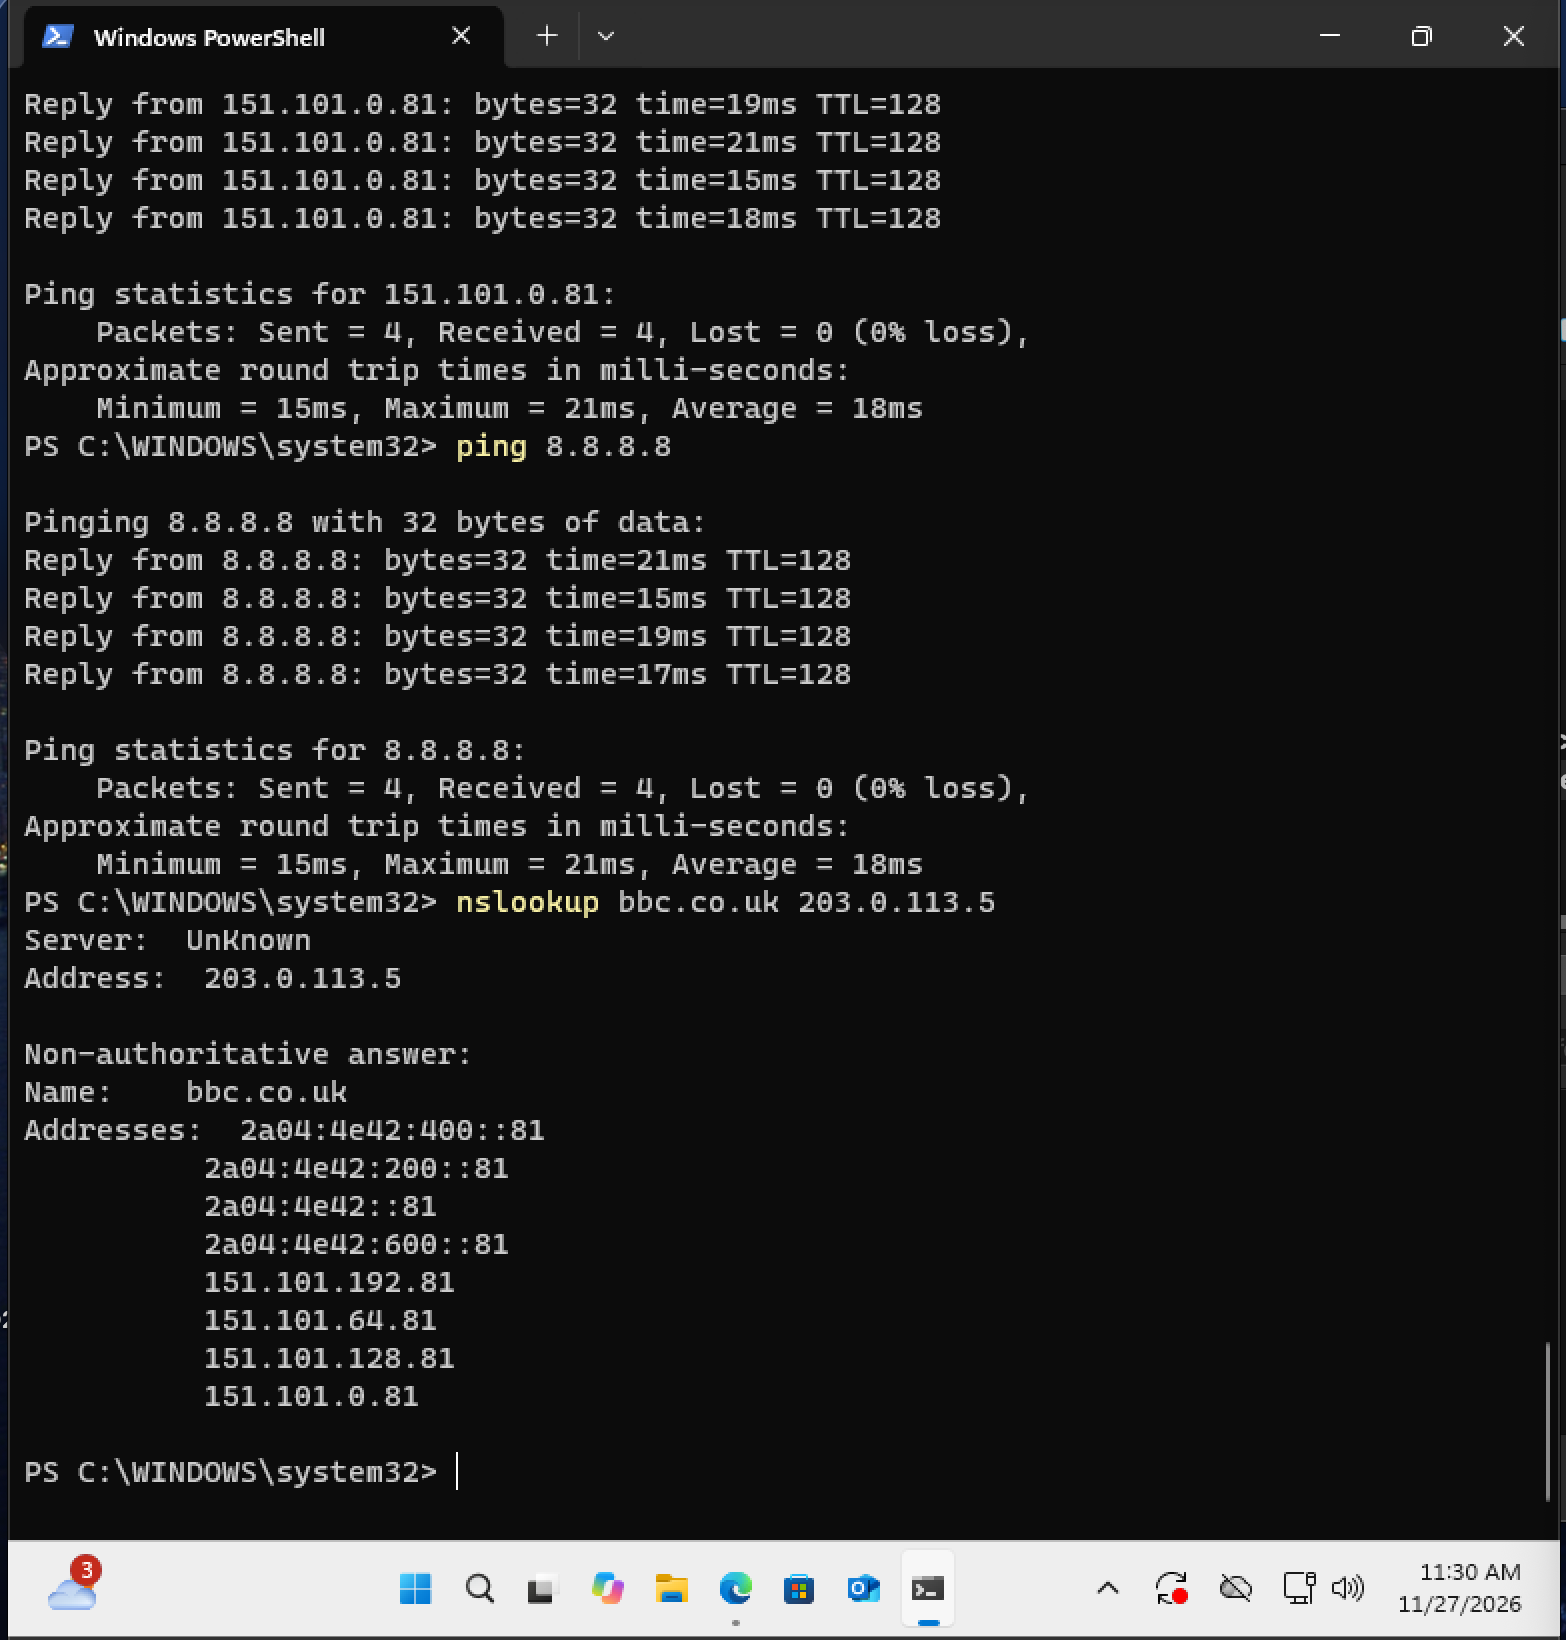 Windows PowerShell
Reply from 151.101.0.81: bytes=32 time=19ms TTL=128
Reply from 151.101.0.81: bytes=32 time=21ms TTL=128
Reply from 151.101.0.81: bytes=32 time=15ms TTL=128
Reply from 151.101.0.81: bytes=32 time=18ms TTL=128
Ping statistics for 151.101.0.81:
    Packets: Sent = 4, Received = 4, Lost = 0 (0% loss),
Approximate round trip times in milli-seconds:
    Minimum = 15ms, Maximum = 21ms, Average = 18ms
PS C:\WINDOWS\system32> ping 8.8.8.8
Pinging 8.8.8.8 with 32 bytes of data:
Reply from 8.8.8.8: bytes=32 time=21ms TTL=128
Reply from 8.8.8.8: bytes=32 time=15ms TTL=128
Reply from 8.8.8.8: bytes=32 time=19ms TTL=128
Reply from 8.8.8.8: bytes=32 time=17ms TTL=128
Ping statistics for 8.8.8.8:
    Packets: Sent = 4, Received = 4, Lost = 0 (0% loss),
Approximate round trip times in milli-seconds:
    Minimum = 15ms, Maximum = 21ms, Average = 18ms
PS C:\WINDOWS\system32> nslookup bbc.co.uk 203.0.113.5
Server:  UnKnown
Address:  203.0.113.5
Non-authoritative answer:
Name:    bbc.co.uk
Addresses:  2a04:4e42:400::81
          2a04:4e42:200::81
          2a04:4e42::81
          2a04:4e42:600::81
          151.101.192.81
          151.101.64.81
          151.101.128.81
          151.101.0.81
PS C:\WINDOWS\system32>
3
11:30 AM
11/27/2026